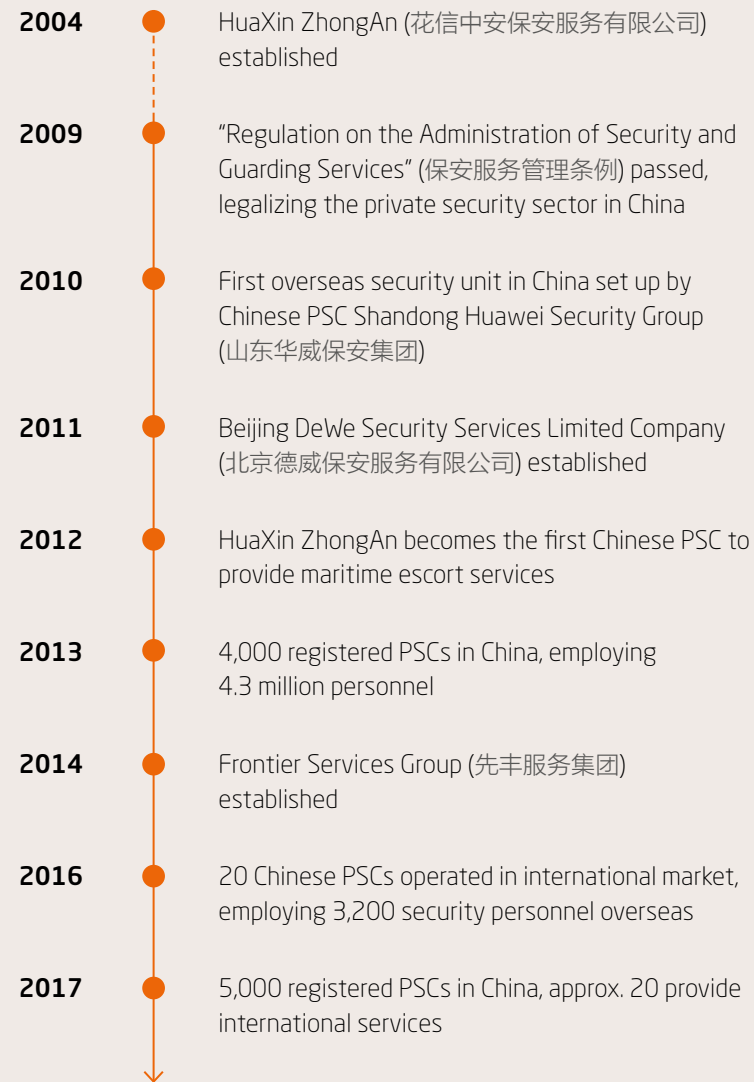 2004
HuaXin ZhongAn (花信中安保安服务有限公司)
established
2009
“Regulation on the Administration of Security and
Guarding Services” (保安服务管理条例) passed,
legalizing the private security sector in China
2010
First overseas security unit in China set up by
Chinese PSC Shandong Huawei Security Group
(山东华威保安集团)
2011
Beijing DeWe Security Services Limited Company
(北京德威保安服务有限公司) established
2012
HuaXin ZhongAn becomes the first Chinese PSC to
provide maritime escort services
2013
4,000 registered PSCs in China, employing
4.3 million personnel
2014
Frontier Services Group (先丰服务集团)
established
2016
20 Chinese PSCs operated in international market,
employing 3,200 security personnel overseas
2017
5,000 registered PSCs in China, approx. 20 provide
international services